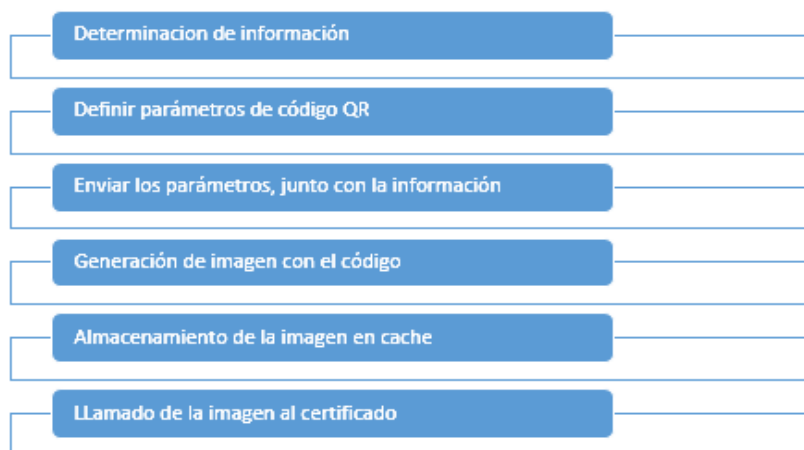 Determinacion de información
Definir parámetros de código QR
Enviar los parámetros, junto con la información
Generación de imagen con el código
Almacenamiento de la imagen en cache
LLamado de la imagen al certificado